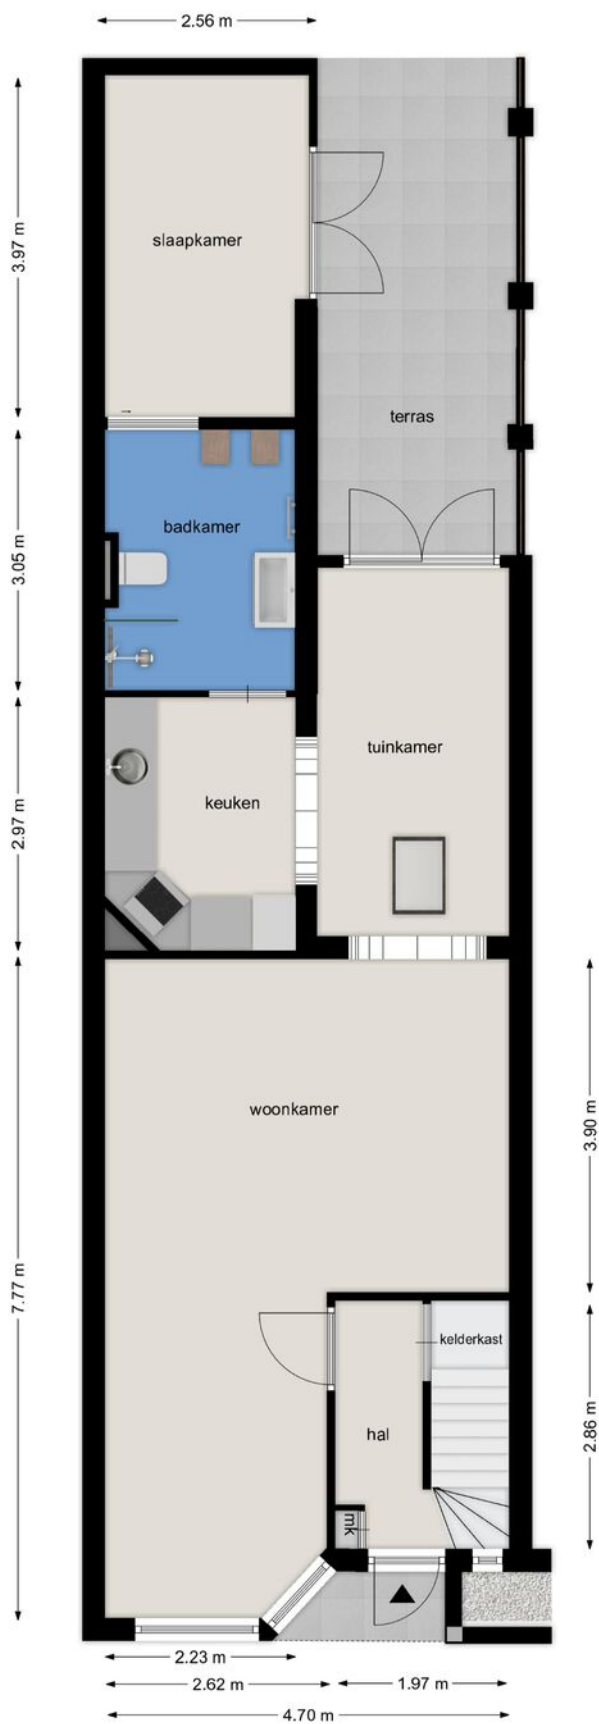 2.56 m
3.97 m
slaapkamer
terras
badkamer
3.05 m
tuinkamer
keuken
2.97 m
woonkamer
3.90 m
7.77 m
kelderkast
hal
2.86 m
mk
2.23 m
2.62 m
1.97 m
4.70 m